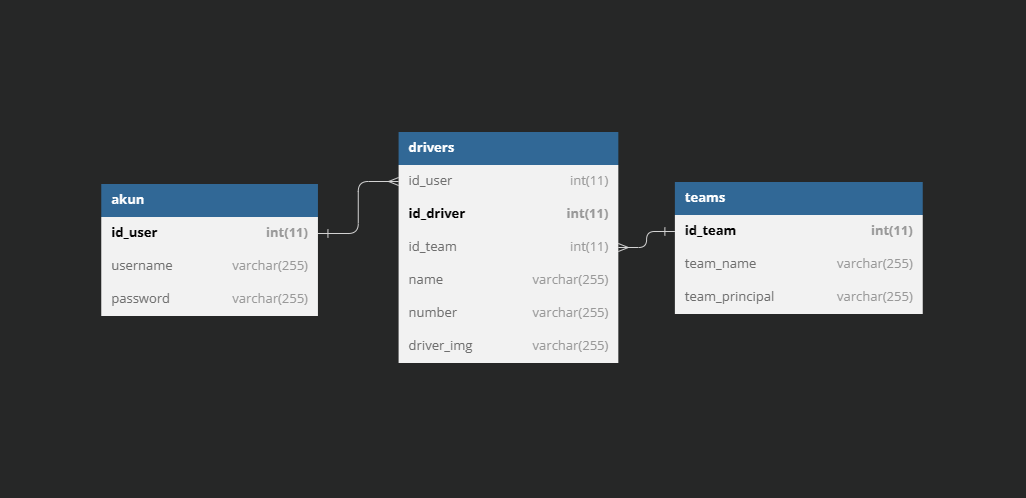 akun
id_user int(11)
username varchar(255)
password varchar(255)
drivers
id_user int(11)
id_driver int(11)
id_team int(11)
name varchar(255)
number varchar(255)
driver_img varchar(255)
teams
id_team int(11)
team_name varchar(255)
team_principal varchar(255)